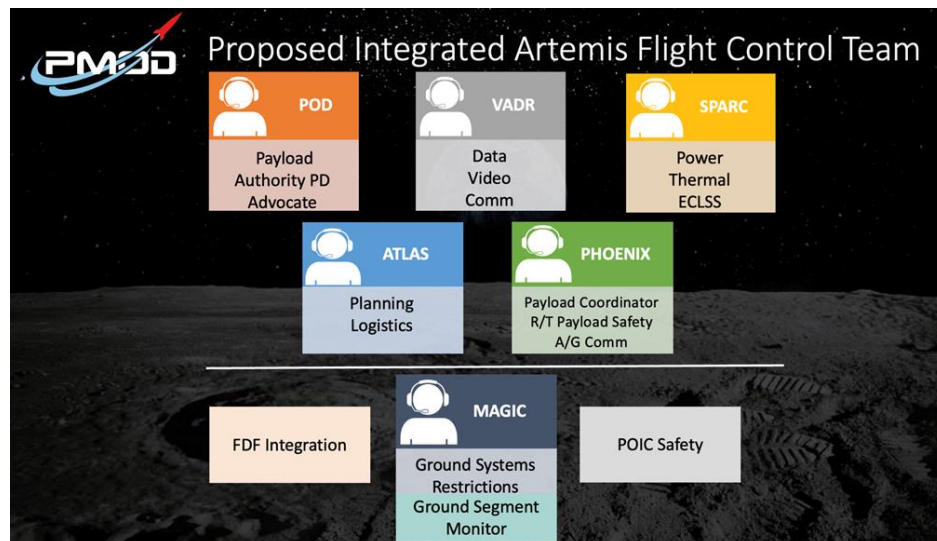 PMOD
Proposed Integrated Artemis Flight Control Team
POD
Payload
Authority PD
Advocate
VADR
Data
Video
Comm
SPARC
Power
Thermal
ECLSS
ATLAS
Planning
Logistics
PHOENIX
Payload Coordinator
R/T Payload Safety
A/G Comm
FDF Integration
MAGIC
Ground Systems
Restrictions
Ground Segment
Monitor
POIC Safety